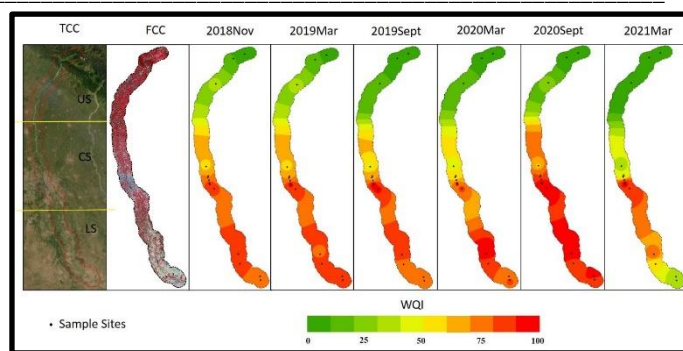 TCC FCC 2018Nov 2019Mar 2019Sept 2020Mar 2020Sept 2021Mar
US
CS
LS
WQI
• Sample Sites
0 25 50 75 100